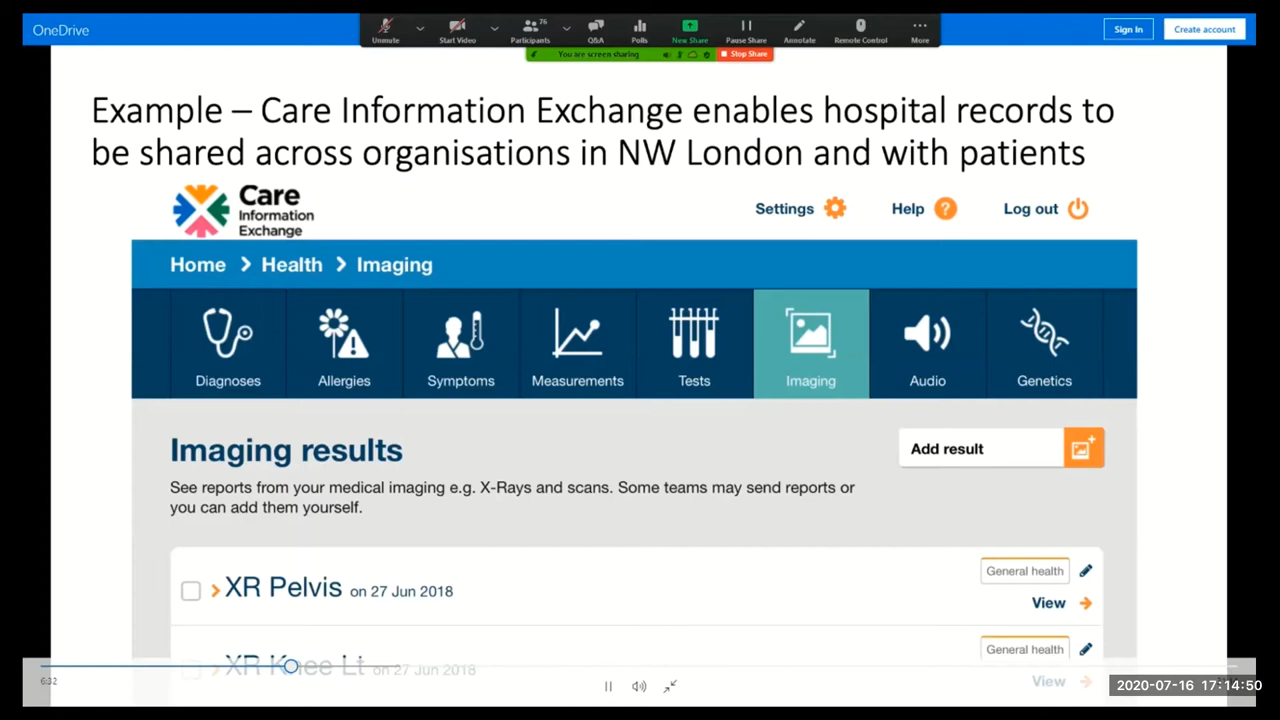 OneDrive
76
Unmute
Start Video
Participants
Q&A
Polls
New Share
Pause Share
Annotate
Remote Control
More
Sign In
Create account
You are screen sharing
Stop Share
Example – Care Information Exchange enables hospital records to
be shared across organisations in NW London and with patients
Care
Information
Exchange
Settings
Help ?
Log out
Home > Health > Imaging
Diagnoses
Allergies
Symptoms
Measurements
Tests
Imaging
Audio
Genetics
Imaging results
Add result
See reports from your medical imaging e.g. X-Rays and scans. Some teams may send reports or
you can add them yourself.
XR Pelvis on 27 Jun 2018
General health
View
XR Knee Lt on 27 Jun 2018
General health
View
6:32
2020-07-16 17:14:50